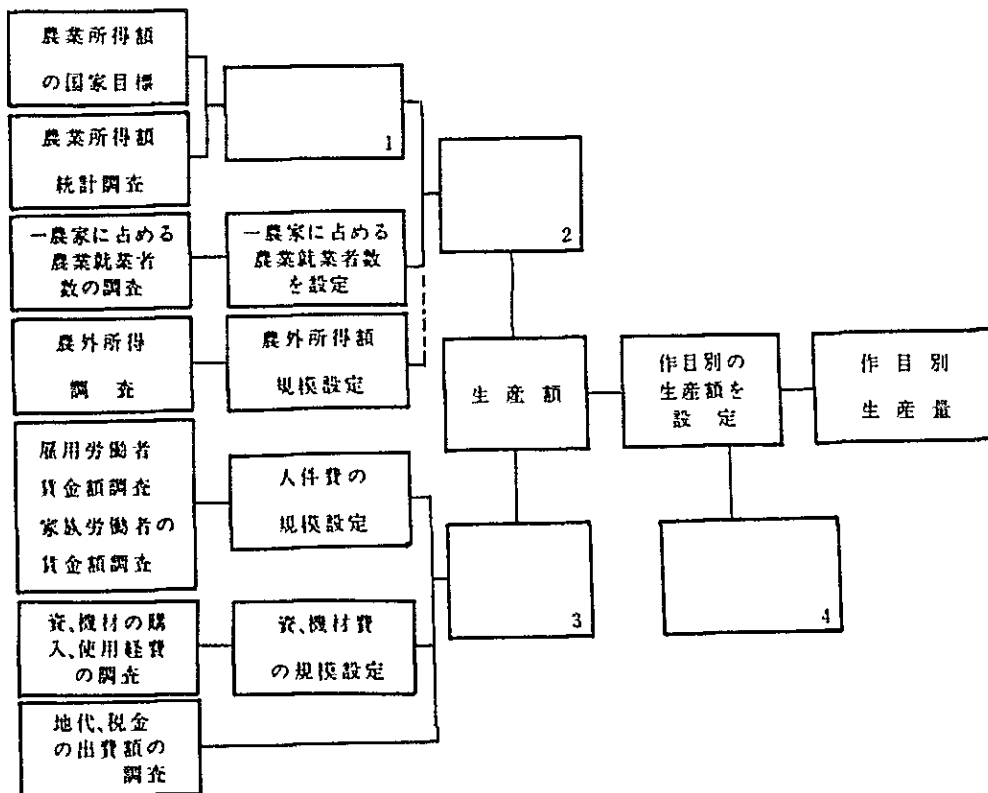 農業所得額
の国家目標
農業所得額
統計調査
1
2
一農家に占める
農業就業者
数の調査
一農家に占める
農業就業者数
を設定
農外所得
調査
農外所得額
規模設定
生産額
作目別の
生産額を
設定
作目別
生産量
雇用労働者
賃金額調査
家族労働者の
賃金額調査
人件費の
規模設定
3
4
資、機材の購
入、使用経費
の調査
資、機材費
の規模設定
地代、税金
の出費額の
調査